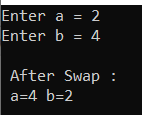 Enter a = 2
Enter b = 4
After Swap :
a=4 b=2